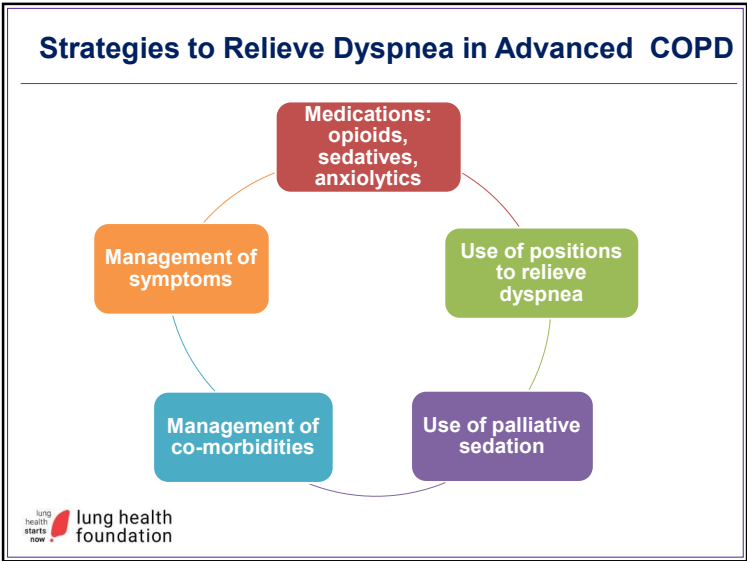 Strategies to Relieve Dyspnea in Advanced COPD
Medications:
opioids,
sedatives,
anxiolytics
Management of
symptoms
Use of positions
to relieve
dyspnea
Management of
co-morbidities
Use of palliative
sedation
lung
health
starts
now
lung health
foundation